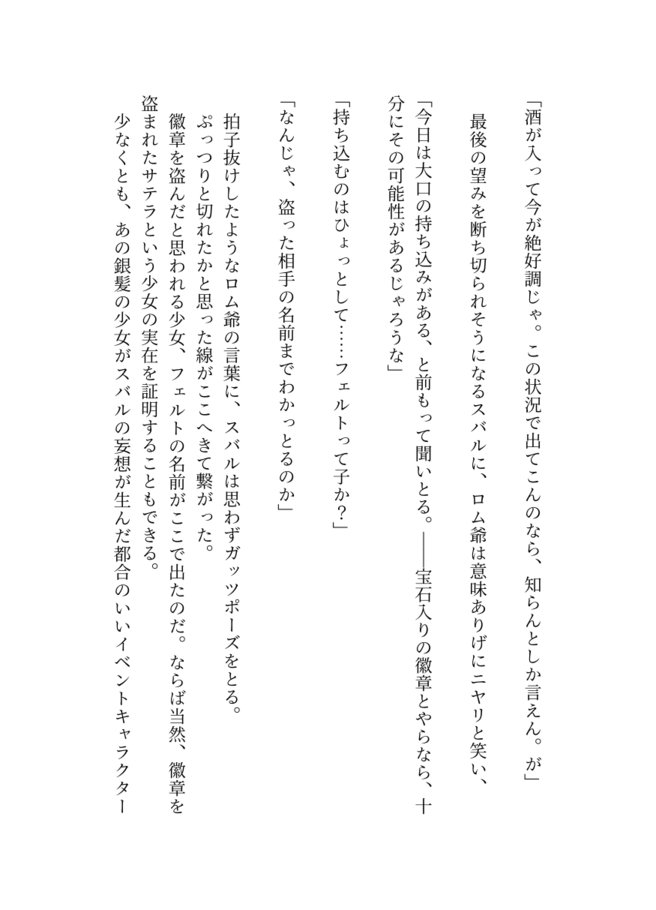 「酒が入って今が絶好調じゃ。この状況で出てこんのなら、知らんとしか言えん。が」
最後の望みを断ち切られそうになるスバルに、ロム爺は意味ありげにニヤリと笑い、
「今日は大口の持ち込みがある、と前もって聞いとる。――宝石入りの徽章とやらなら、十
分にその可能性があるじゃろうな」
「持ち込むのはひょっとして……フェルトって子か？」
「なんじゃ、盗った相手の名前までわかっとるのか」
拍子抜けしたようなロム爺の言葉に、スバルは思わずガッツポーズをとる。
ぷっつりと切れたかと思った線がここへきて繋がった。
徽章を盗んだと思われる少女、フェルトの名前がここで出たのだ。ならば当然、徽章を
盗まれたサテラという少女の実在を証明することもできる。
少なくとも、あの銀髪の少女がスバルの妄想が生んだ都合のいいイベントキャラクター